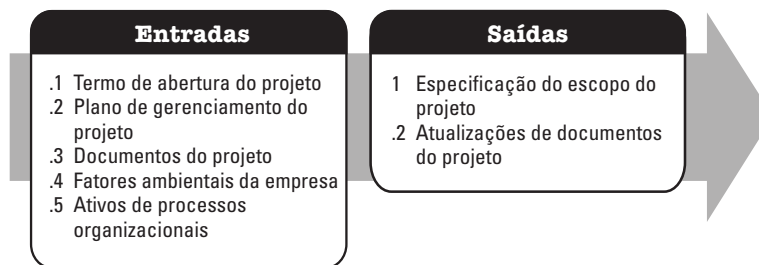 Entradas
.1 Termo de abertura do projeto
.2 Plano de gerenciamento do
projeto
.3 Documentos do projeto
.4 Fatores ambientais da empresa
.5 Ativos de processos
organizacionais
Saídas
1 Especificação do escopo do
projeto
.2 Atualizações de documentos
do projeto